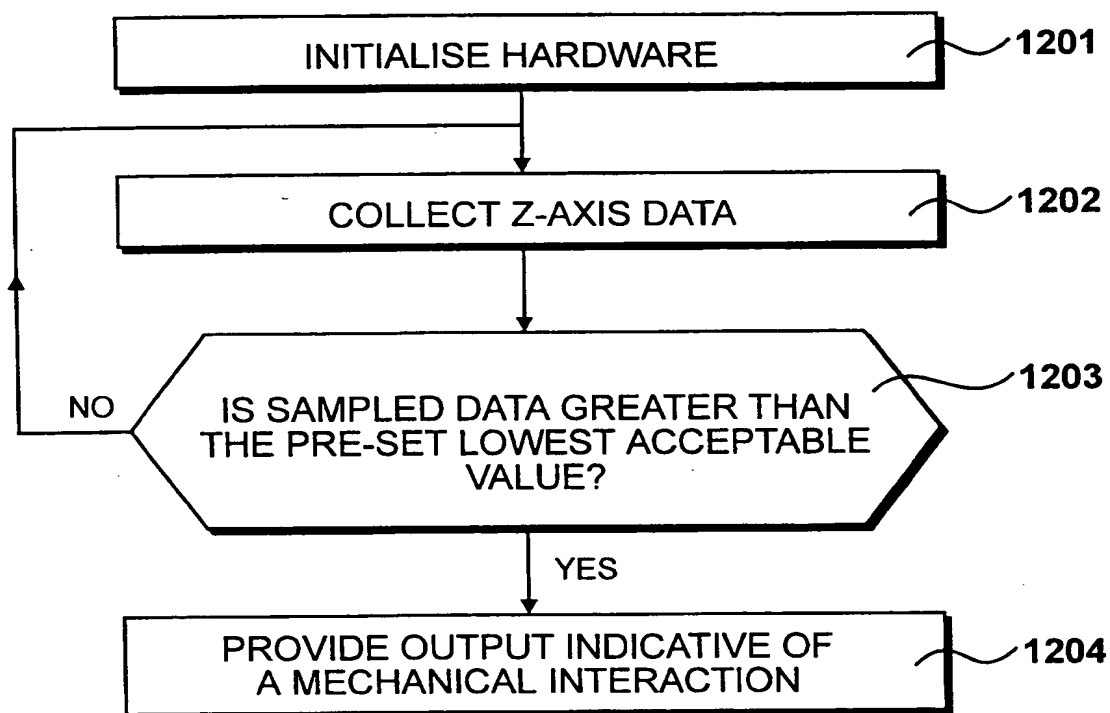 INITIALISE HARDWARE
1201
COLLECT Z-AXIS DATA
1202
IS SAMPLED DATA GREATER THAN
THE PRE-SET LOWEST ACCEPTABLE
VALUE?
1203
NO
YES
PROVIDE OUTPUT INDICATIVE OF
A MECHANICAL INTERACTION
1204